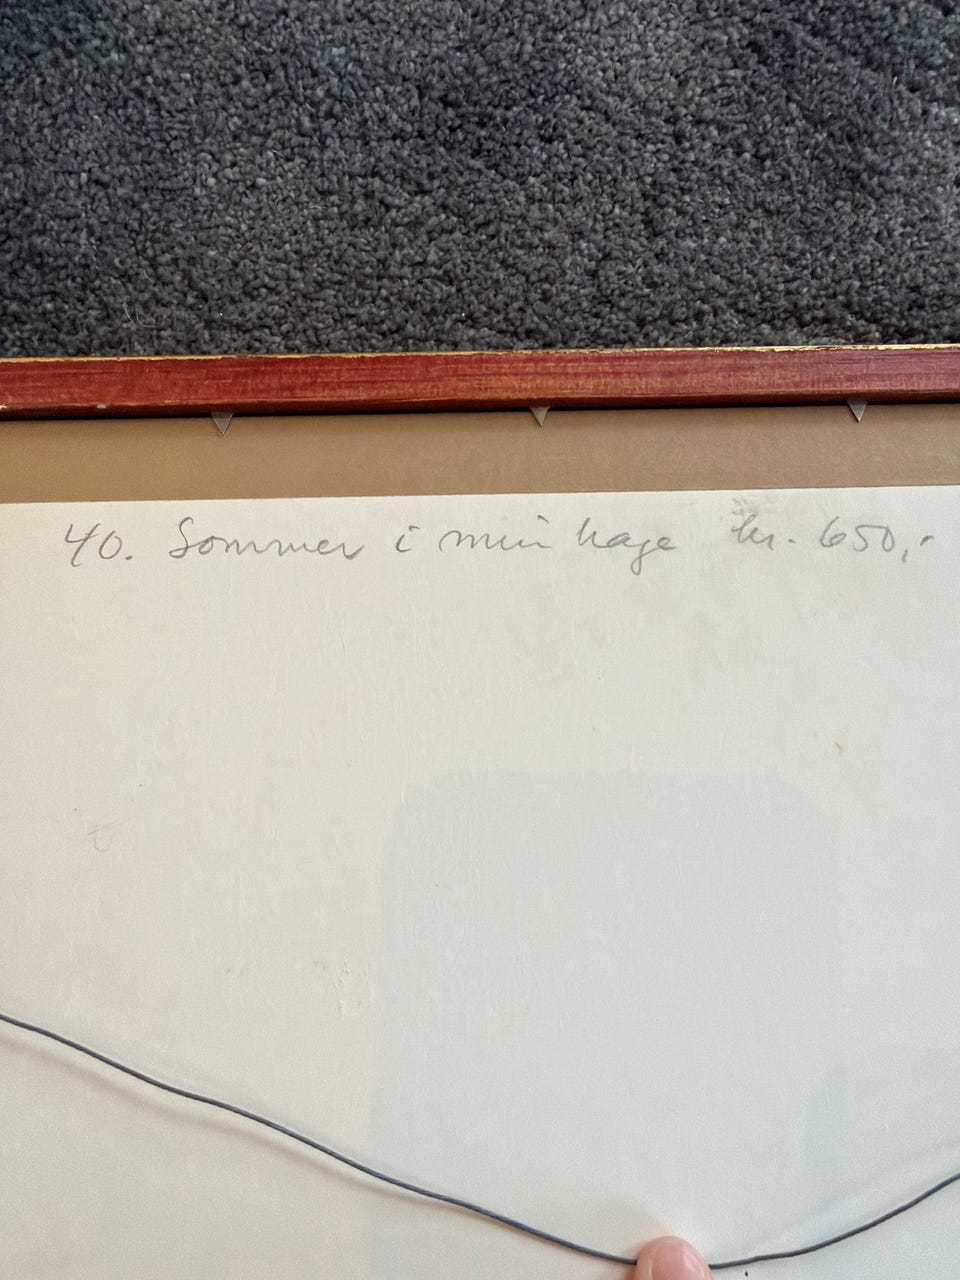 40. Sommer i min hage kr. 650,-